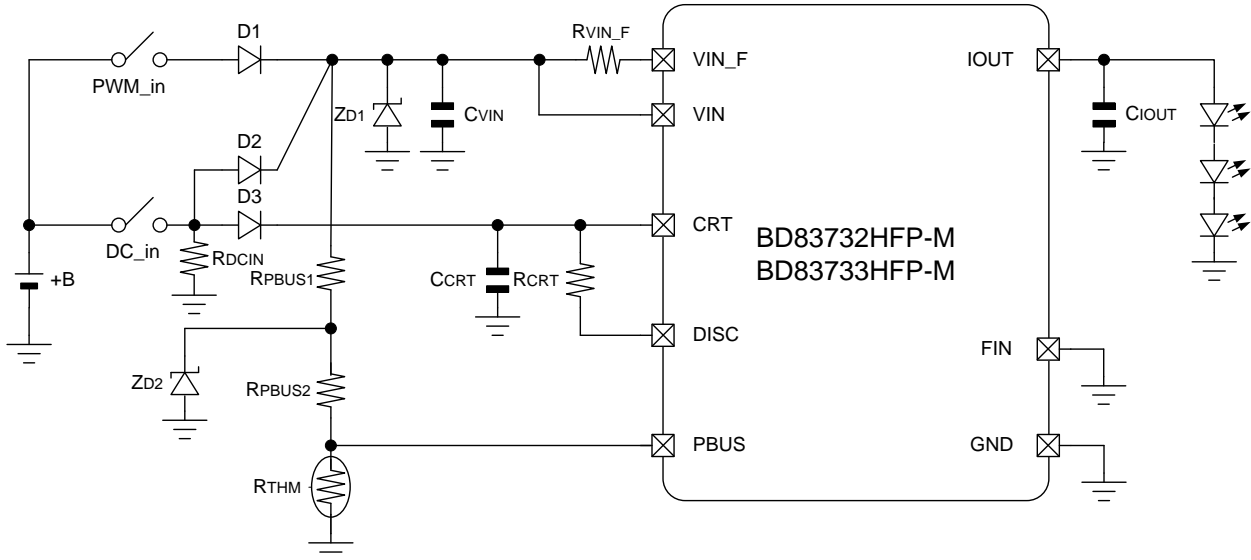 D1
RVIN_F
VIN_F
IOUT
PWM_in
ZD1
CVIN
VIN
CIOUT
D2
D3
CRT
DC_in
RDCIN
+B
RPBUS1
CCRT
RCRT
BD83732HFP-M
BD83733HFP-M
DISC
FIN
ZD2
RPBUS2
PBUS
GND
RTHM